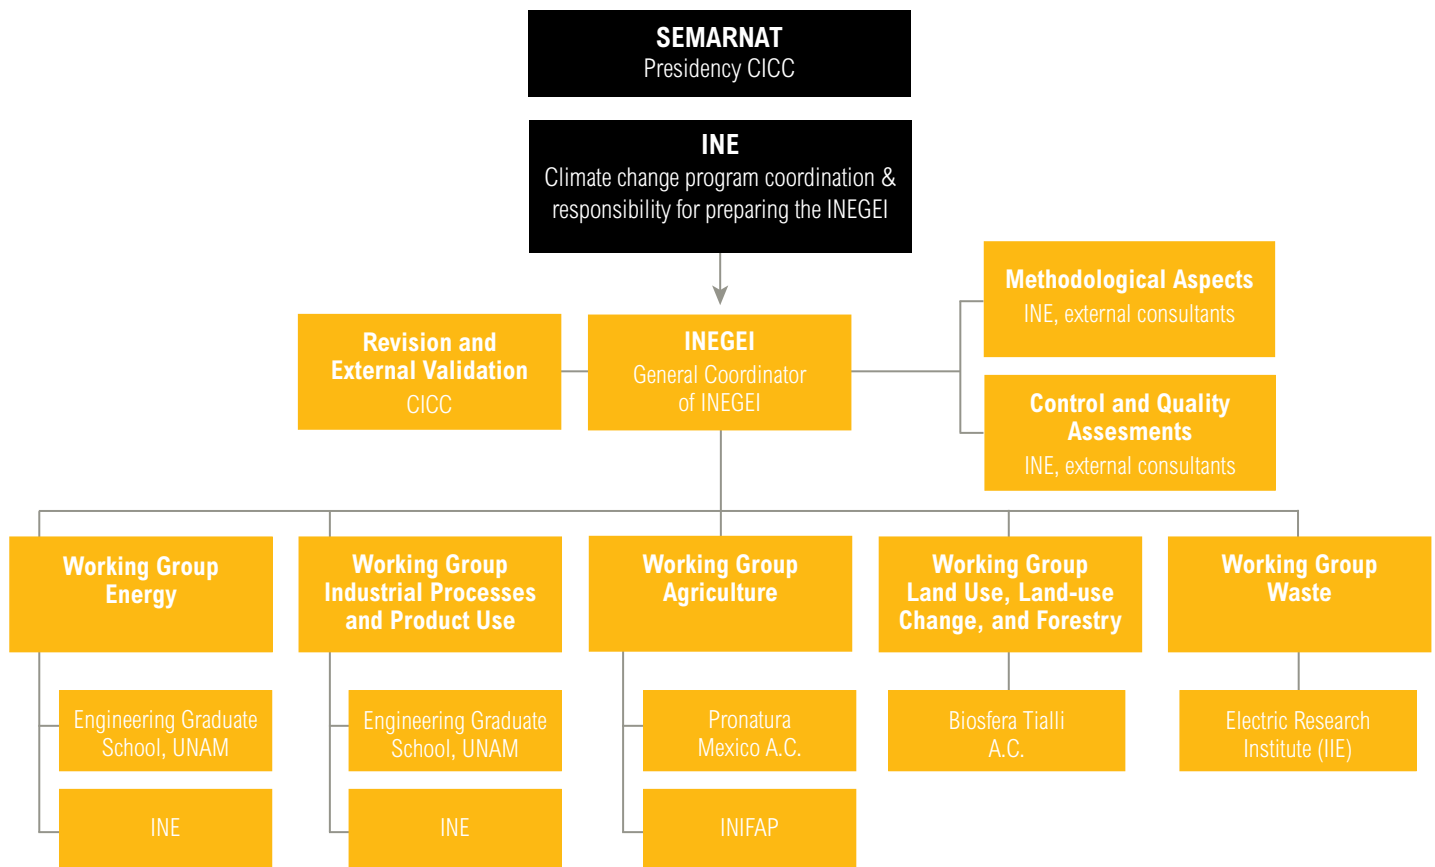 SEMARNAT
Presidency CICC
INE
Climate change program coordination &
responsibility for preparing the INEGEI
Methodological Aspects
INE, external consultants
Revision and
External Validation
CICC
INEGEI
General Coordinator
of INEGEI
Control and Quality
Assesments
INE, external consultants
Working Group
Energy
Working Group
Industrial Processes
and Product Use
Working Group
Agriculture
Working Group
Land Use, Land-use
Change, and Forestry
Working Group
Waste
Engineering Graduate
School, UNAM
Engineering Graduate
School, UNAM
Pronatura
Mexico A.C.
Biosfera Tialli
A.C.
Electric Research
Institute (IIE)
INE
INE
INIFAP